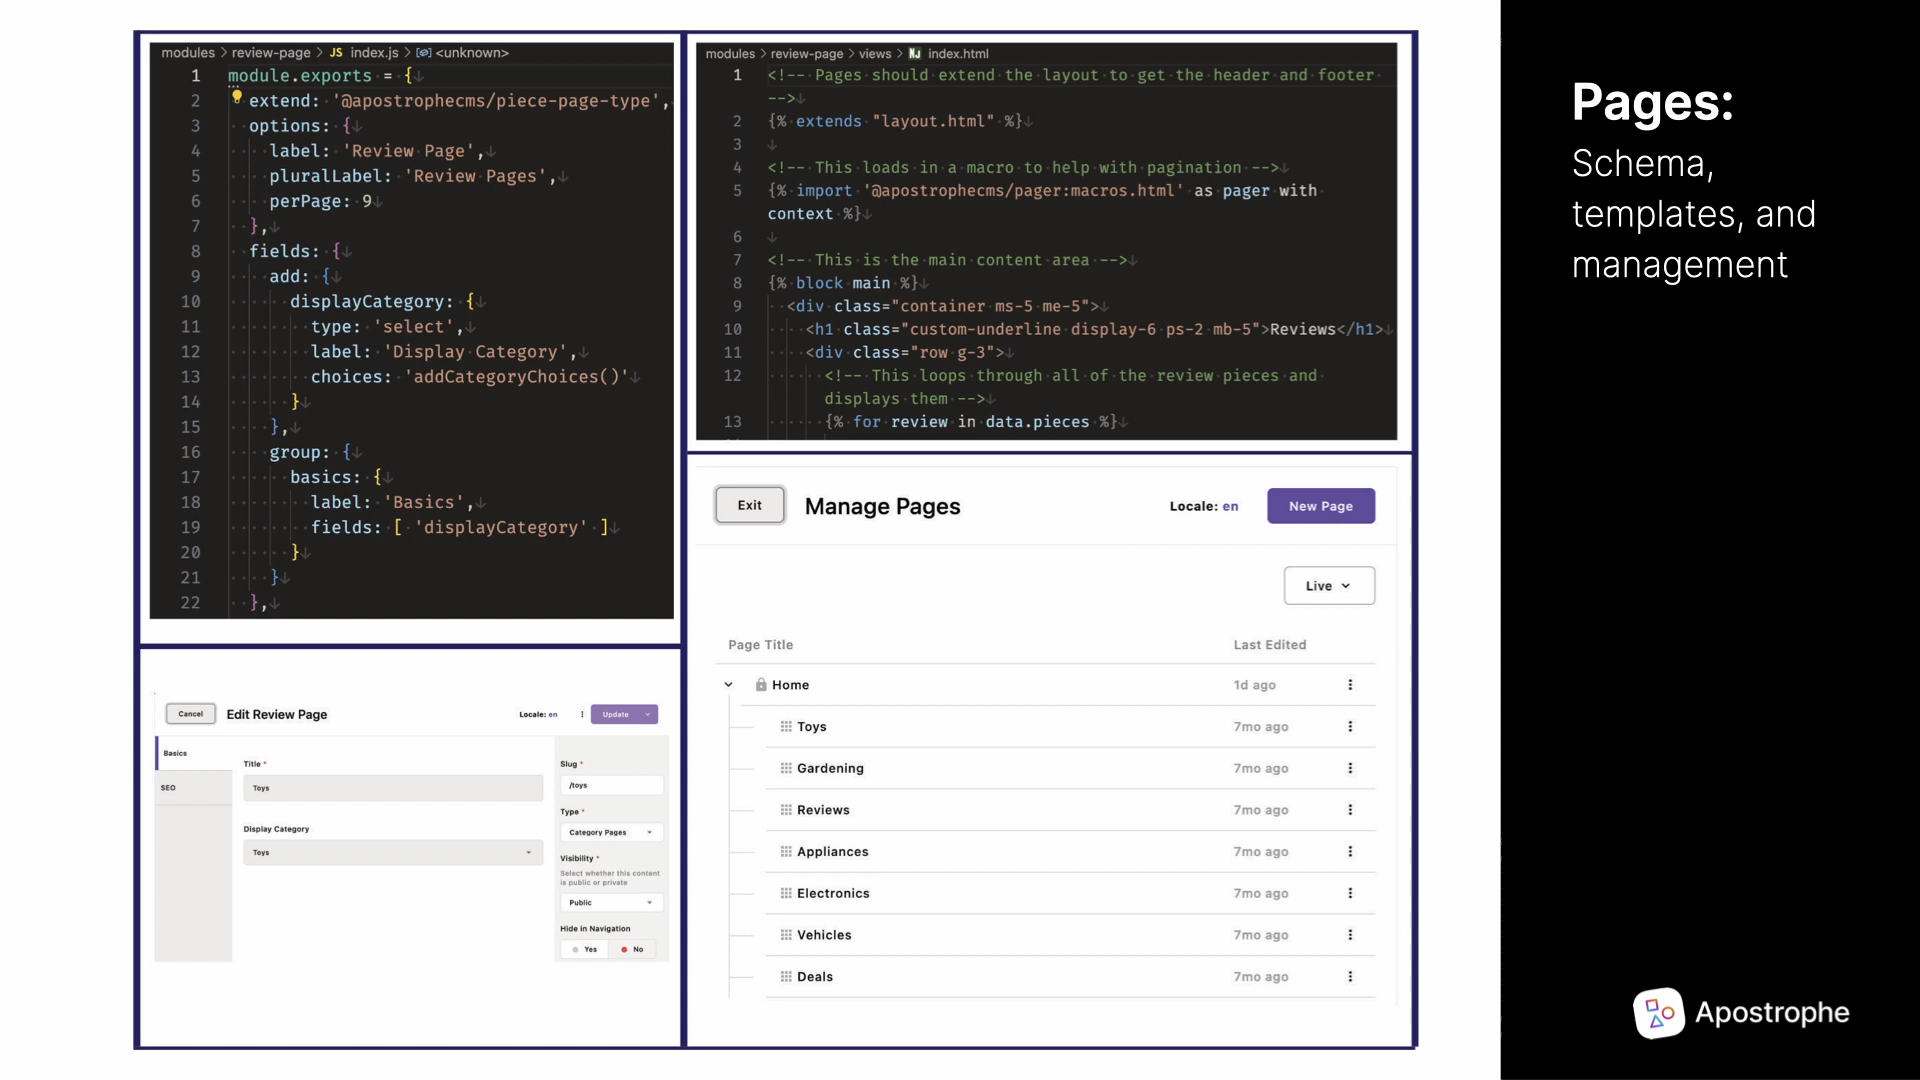 modules > review-page > JS index.js > <unknown>
1 module.exports = {
2 extend: '@apostrophecms/piece-page-type',
3 options: {
4 label: 'Review Page',
5 pluralLabel: 'Review Pages',
6 perPage: 9
7 },
8 fields: {
9 add: {
10 displayCategory: {
11 type: 'select',
12 label: 'Display Category',
13 choices: 'addCategoryChoices()'
14 }
15 },
16 group: {
17 basics: {
18 label: 'Basics',
19 fields: [ 'displayCategory' ]
20 }
21 }
22 },
modules > review-page > views > NJ index.html
1 <!-- Pages should extend the layout to get the header and footer
-->
2 {% extends "layout.html" %}
3
4 <!-- This loads in a macro to help with pagination -->
5 {% import '@apostrophecms/pager:macros.html' as pager with
context %}
6
7 <!-- This is the main content area -->
8 {% block main %}
9 <div class="container ms-5 me-5">
10 <h1 class="custom-underline display-6 ps-2 mb-5">Reviews</h1>
11 <div class="row g-3">
12 <!-- This loops through all of the review pieces and
displays them -->
13 {% for review in data.pieces %}
Cancel Edit Review Page Locale: en Update
Basics
SEO
Title *
Toys
Display Category
Toys
Slug *
/toys
Type *
Category Pages
Visibility *
Select whether this content
is public or private
Public
Hide in Navigation
Yes No
Exit Manage Pages Locale: en New Page
Live
Page Title Last Edited
Home 1d ago
Toys 7mo ago
Gardening 7mo ago
Reviews 7mo ago
Appliances 7mo ago
Electronics 7mo ago
Vehicles 7mo ago
Deals 7mo ago
Pages:
Schema,
templates, and
management
Apostrophe